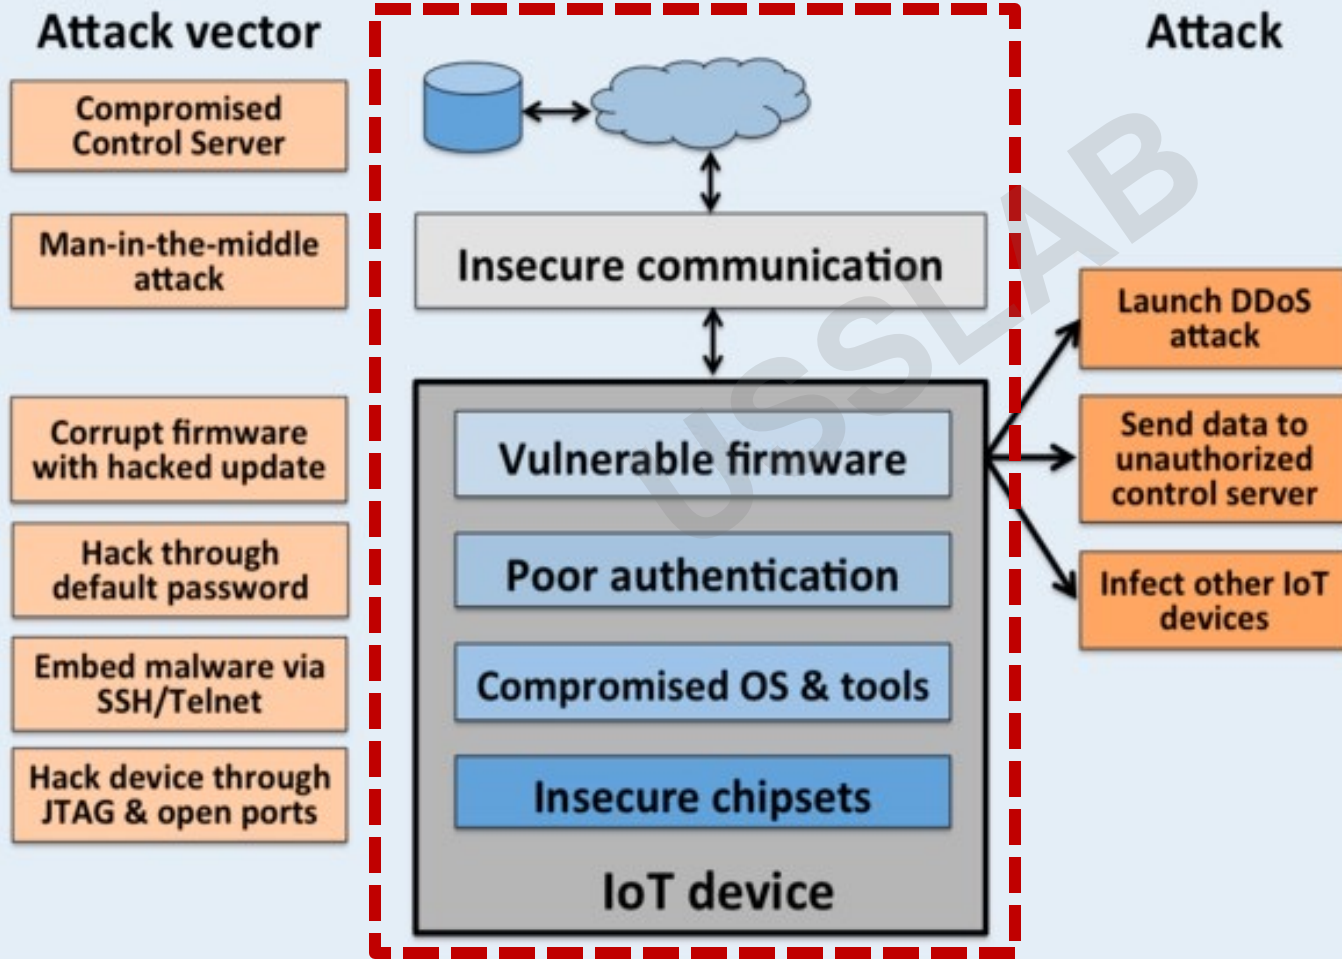 Attack vector
Compromised
Control Server
Man-in-the-middle
attack
Corrupt firmware
with hacked update
Hack through
default password
Embed malware via
SSH/Telnet
Hack device through
JTAG & open ports
Insecure communication
Vulnerable firmware
Poor authentication
Compromised OS & tools
Insecure chipsets
IoT device
Attack
Launch DDoS
attack
Send data to
unauthorized
control server
Infect other IoT
devices
USSLAB